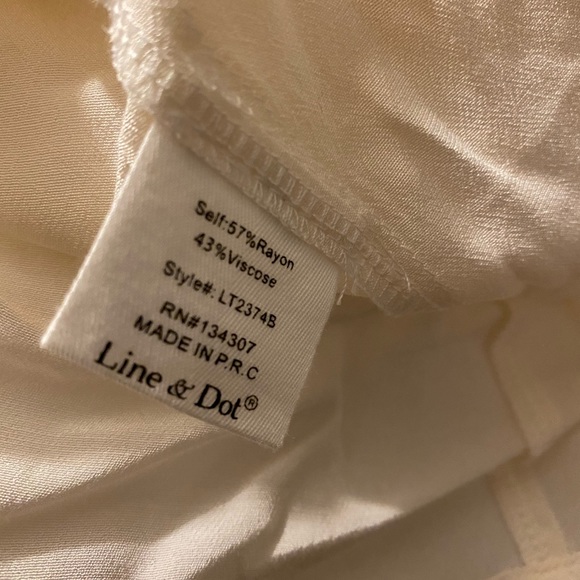 Self:57%Rayon
43%Viscose
Style#: LT2374B
RN#134307
MADE IN P.R.C
Line & Dot®